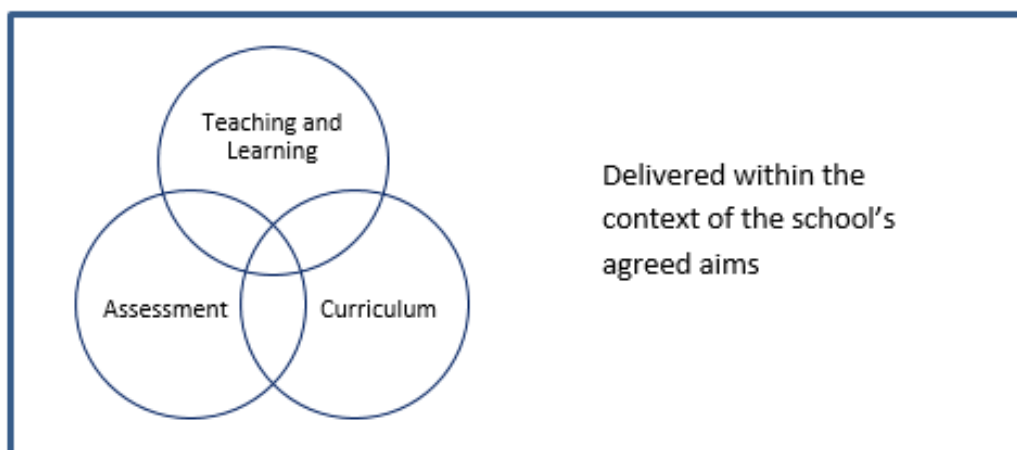 Teaching and
Learning
Delivered within the
context of the school’s
agreed aims
Assessment
Curriculum